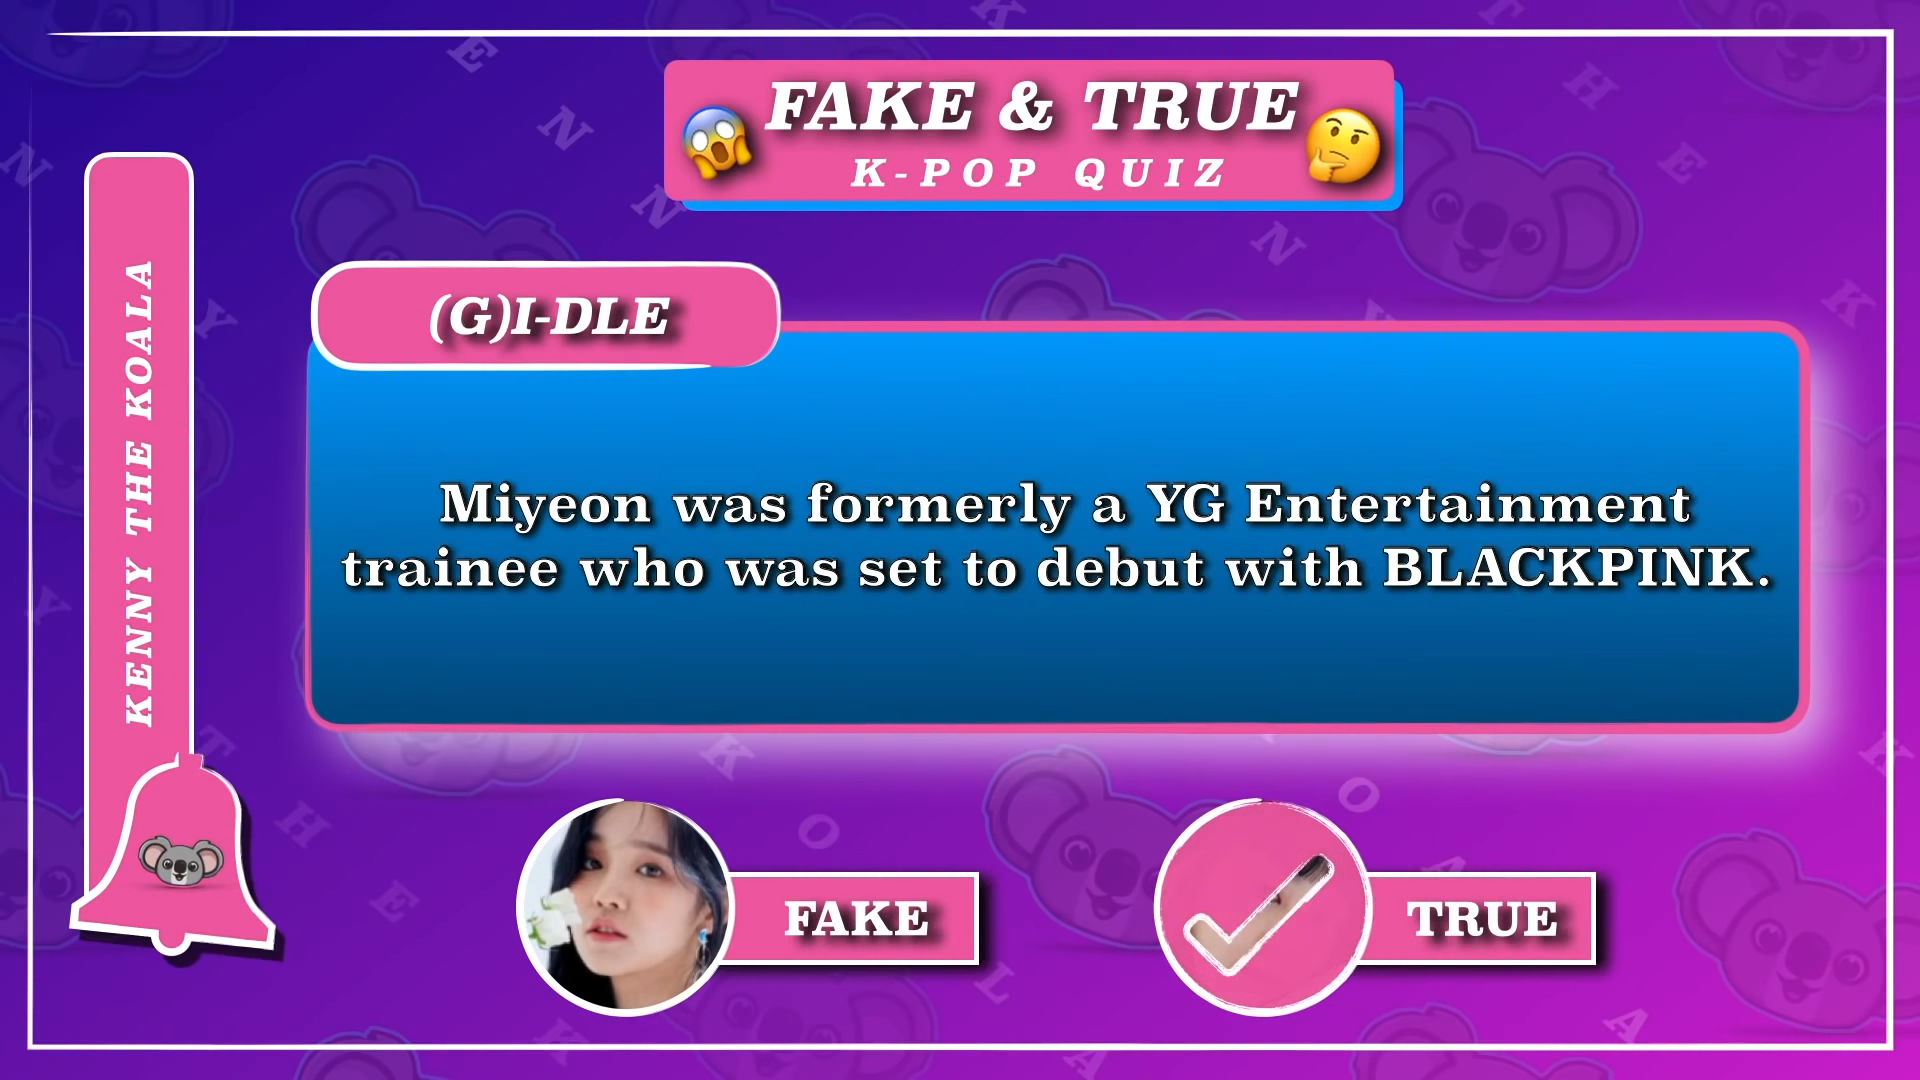 FAKE & TRUE
K-POP QUIZ
KENNY THE KOALA
(G)I-DLE
Miyeon was formerly a YG Entertainment
trainee who was set to debut with BLACKPINK.
FAKE
TRUE